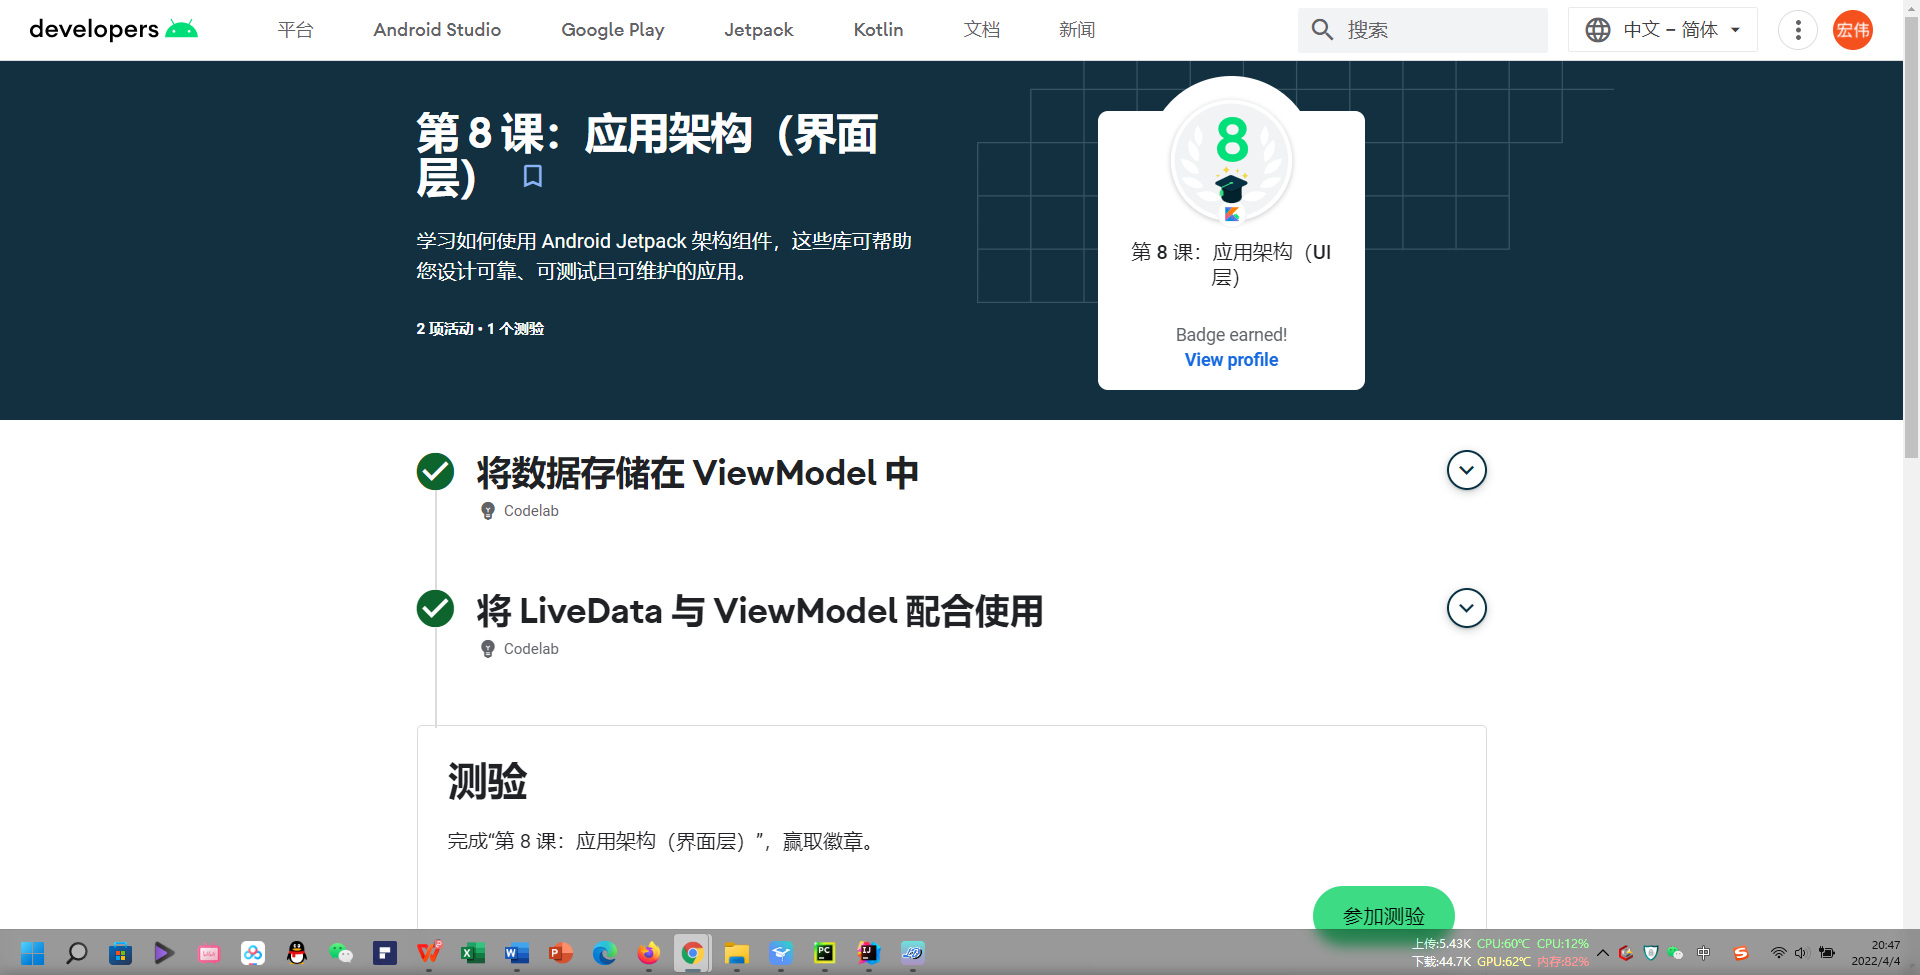 developers
平台
Android Studio
Google Play
Jetpack
Kotlin
文档
新闻
搜索
中文 – 简体
宏伟
第 8 课：应用架构（界面
层）
学习如何使用 Android Jetpack 架构组件，这些库可帮助
您设计可靠、可测试且可维护的应用。
2 项活动 • 1 个测验
8
第 8 课：应用架构（UI
层）
Badge earned!
View profile
将数据存储在 ViewModel 中
Codelab
将 LiveData 与 ViewModel 配合使用
Codelab
测验
完成“第 8 课：应用架构（界面层）”，赢取徽章。
参加测验
上传:5.43K CPU:60℃ CPU:12%
下载:44.7K GPU:62℃ 内存:82%
中
20:47
2022/4/4